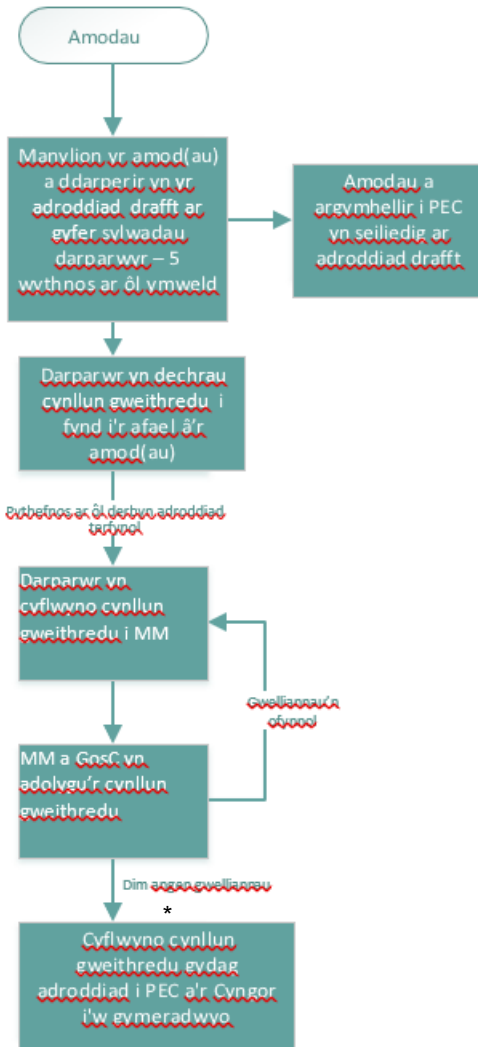 Amodau
Manylion yr amod(au)
a ddarperir yn yr
adroddiad drafft ar
gyfer sylwadau
darparwyr – 5
wythnos ar ôl ymweld
Amodau a
argymhellir i PEC
yn seiliedig ar
adroddiad drafft
Darparwr yn dechrau
cynllun gweithredu i
fynd i'r afael â'r
amod(au)
Pythefnos ar ôl derbyn adroddiad
terfynol
Darparwr yn
cyflwyno cynllun
gweithredu i MM
Gwelliannau'n
ofynnol
MM a GosC yn
adolygu'r cynllun
gweithredu
Dim angen gwelliannau
*
Cyflwyno cynllun
gweithredu gydag
adroddiad i PEC a'r Cyngor
i'w gymeradwyo